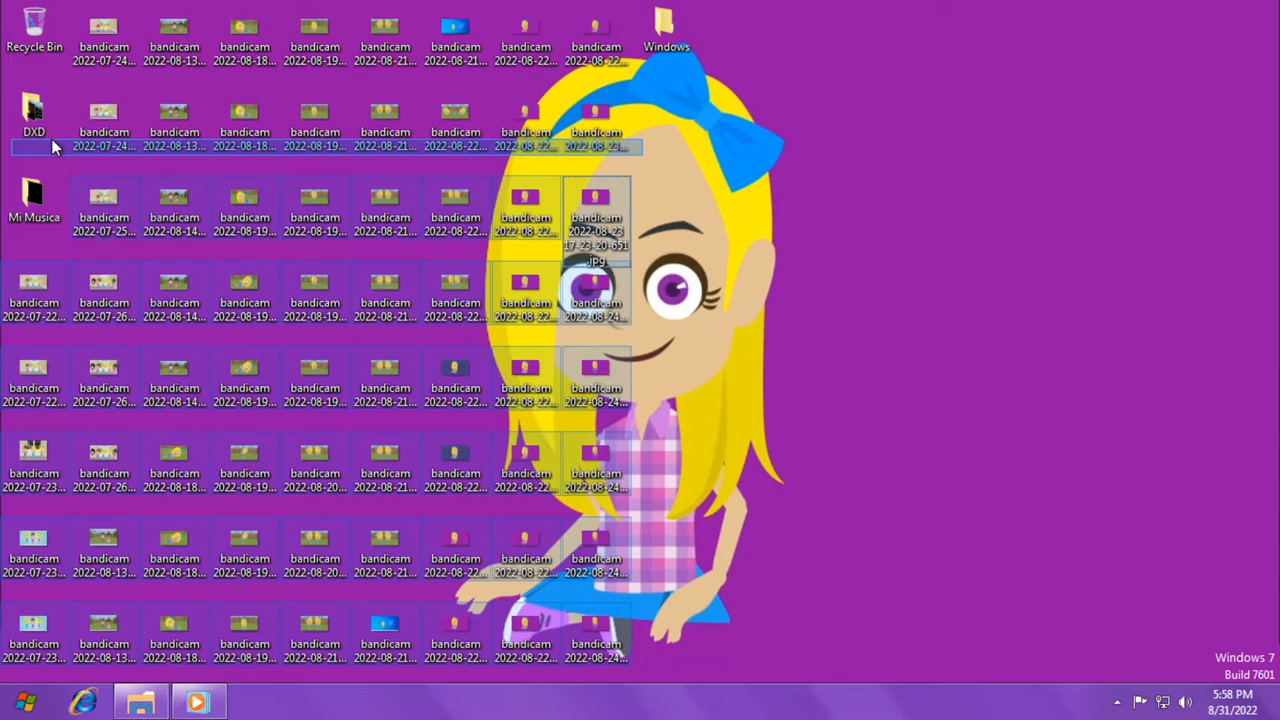 Recycle Bin bandicam bandicam bandicam bandicam bandicam bandicam bandicam bandicam Windows
2022-07-24... 2022-08-13... 2022-08-18... 2022-08-19... 2022-08-21... 2022-08-21... 2022-08-22... 2022-08-22...
DXD bandicam bandicam bandicam bandicam bandicam bandicam bandicam bandicam
2022-07-24... 2022-08-13... 2022-08-18... 2022-08-19... 2022-08-21... 2022-08-22... 2022-08-22... 2022-08-23...
Mi Musica bandicam bandicam bandicam bandicam bandicam bandicam bandicam bandicam
2022-07-25... 2022-08-14... 2022-08-19... 2022-08-19... 2022-08-21... 2022-08-22... 2022-08-22... 2022-08-23
17-23-20-651
.jpg
bandicam bandicam bandicam bandicam bandicam bandicam bandicam bandicam bandicam
2022-07-22... 2022-07-26... 2022-08-14... 2022-08-19... 2022-08-19... 2022-08-21... 2022-08-22... 2022-08-22... 2022-08-24...
bandicam bandicam bandicam bandicam bandicam bandicam bandicam bandicam bandicam
2022-07-22... 2022-07-26... 2022-08-14... 2022-08-19... 2022-08-19... 2022-08-21... 2022-08-22... 2022-08-22... 2022-08-24...
bandicam bandicam bandicam bandicam bandicam bandicam bandicam bandicam bandicam
2022-07-23... 2022-07-26... 2022-08-18... 2022-08-19... 2022-08-20... 2022-08-21... 2022-08-22... 2022-08-22... 2022-08-24...
bandicam bandicam bandicam bandicam bandicam bandicam bandicam bandicam bandicam
2022-07-23... 2022-08-13... 2022-08-18... 2022-08-19... 2022-08-20... 2022-08-21... 2022-08-22... 2022-08-22... 2022-08-24...
bandicam bandicam bandicam bandicam bandicam bandicam bandicam bandicam bandicam
2022-07-23... 2022-08-13... 2022-08-18... 2022-08-19... 2022-08-21... 2022-08-21... 2022-08-22... 2022-08-22... 2022-08-24...
Windows 7
Build 7601
5:58 PM
8/31/2022